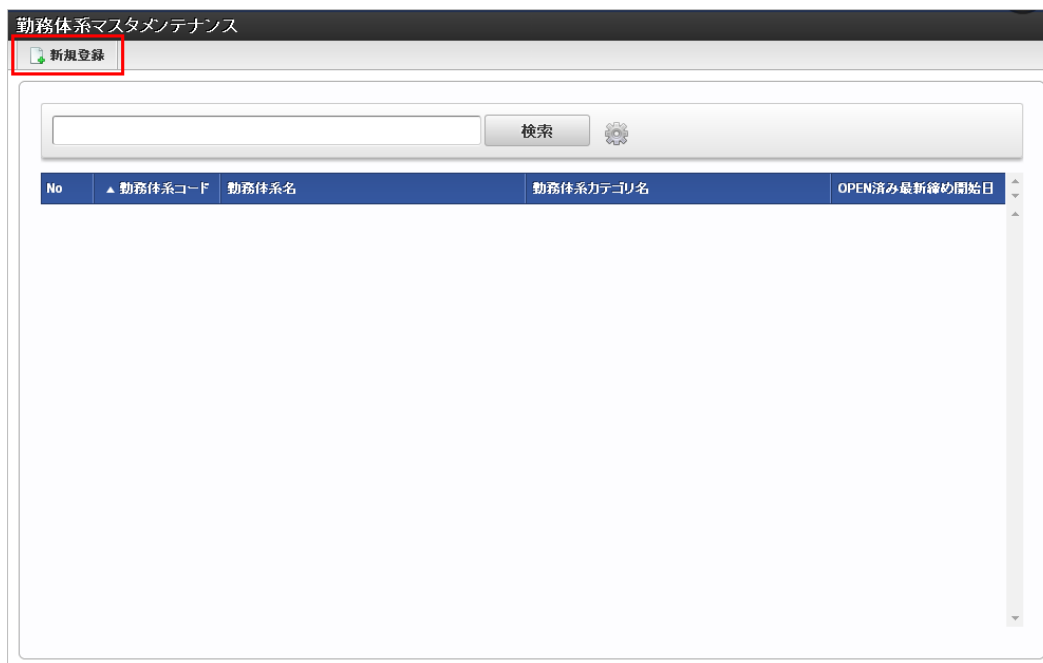 勤務体系マスタメンテナンス
新規登録
検索
No ▲ 勤務体系コード 勤務体系名 勤務体系カテゴリ名 OPEN済み最新締め開始日